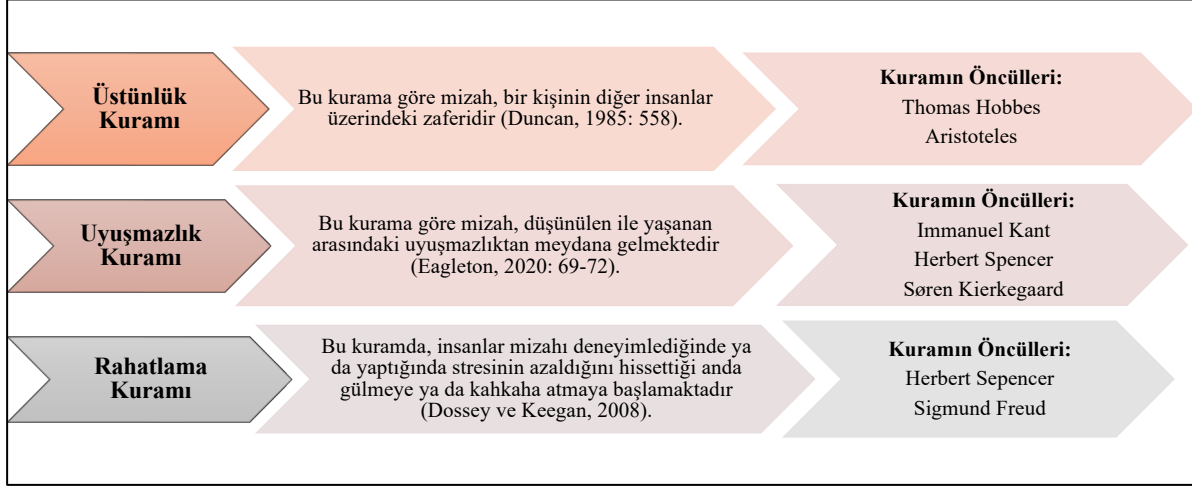 Üstünlük
Kuramı
Bu kurama göre mizah, bir kişinin diğer insanlar
üzerindeki zaferidir (Duncan, 1985: 558).
Kuramın Öncülleri:
Thomas Hobbes
Aristoteles
Uyuşmazlık
Kuramı
Bu kurama göre mizah, düşünülen ile yaşanan
arasındaki uyuşmazlıktan meydana gelmektedir
(Eagleton, 2020: 69-72).
Kuramın Öncülleri:
Immanuel Kant
Herbert Spencer
Søren Kierkegaard
Rahatlama
Kuramı
Bu kuramda, insanlar mizahı deneyimlediğinde ya
da yaptığında stresinin azaldığını hissettiği anda
gülmeye ya da kahkaha atmaya başlamaktadır
(Dossey ve Keegan, 2008).
Kuramın Öncülleri:
Herbert Sepencer
Sigmund Freud